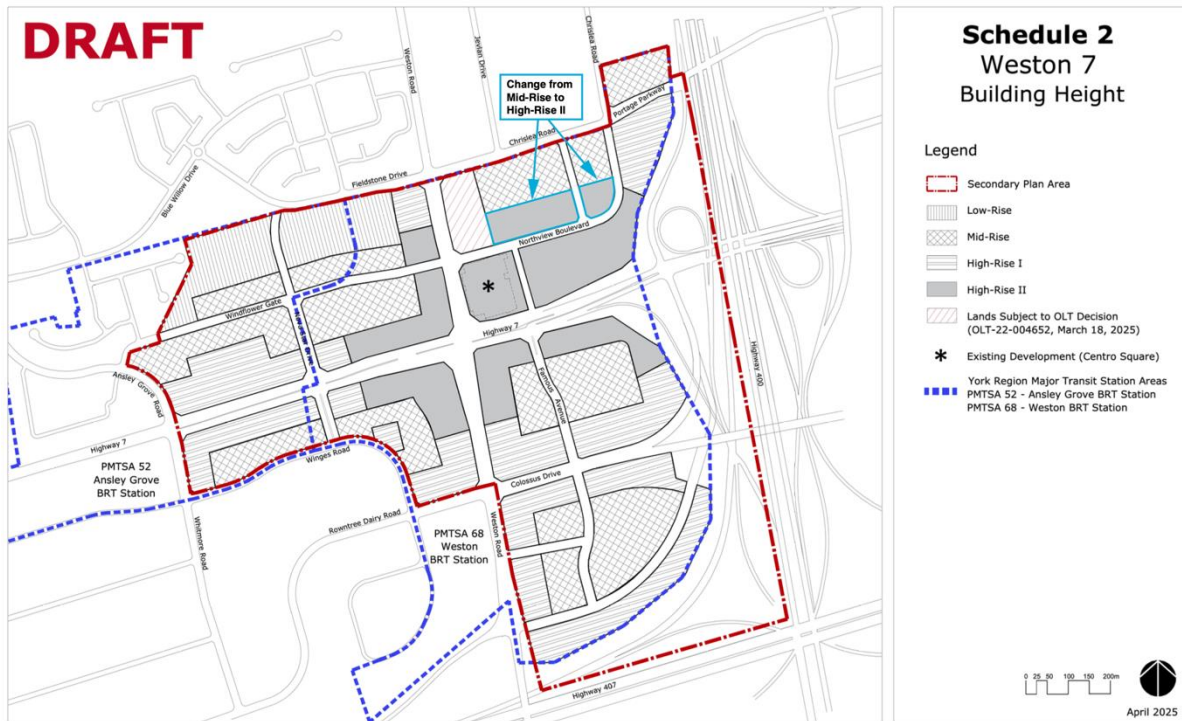 DRAFT
Schedule 2
Weston 7
Building Height
Legend
Secondary Plan Area
Low-Rise
Mid-Rise
High-Rise I
High-Rise II
Lands Subject to OLT Decision
(OLT-22-004652, March 18, 2025)
* Existing Development (Centro Square)
York Region Major Transit Station Areas
PMTSA 52 - Ansley Grove BRT Station
PMTSA 68 - Weston BRT Station
0 25 50 100 150 200m
April 2025
Weston Road
Jevlan Drive
Chrislea Road
Change from
Mid-Rise to
High-Rise II
Portage Parkway
Chrislea Road
Fieldstone Drive
Blue Willow Drive
Northview Boulevard
Windflower Gate
*
Highway 7
Highway 400
Famous Avenue
Ansley Grove Road
Highway 7
Winges Road
Colossus Drive
PMTSA 52
Ansley Grove
BRT Station
Whitmore Road
Rowntree Dairy Road
PMTSA 68
Weston
BRT Station
Weston Road
Highway 407